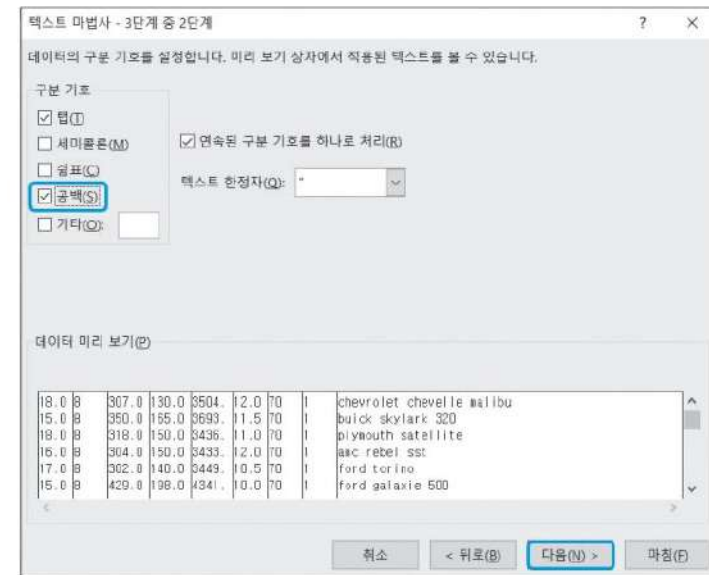 텍스트 마법사 - 3단계 중 2단계 ? ×
데이터의 구분 기호를 설정합니다. 미리 보기 상자에서 적용된 텍스트를 볼 수 있습니다.
구분 기호
탭(T)
세미콜론(M)
쉼표(C)
공백(S)
기타(O):
연속된 구분 기호를 하나로 처리(R)
텍스트 한정자(Q): "
데이터 미리 보기(P)
18.0 8 307.0 130.0 3504. 12.0 70 1 chevrolet chevelle malibu
15.0 8 350.0 165.0 3693. 11.5 70 1 buick skylark 320
18.0 8 318.0 150.0 3436. 11.0 70 1 plymouth satellite
16.0 8 304.0 150.0 3433. 12.0 70 1 amc rebel sst
17.0 8 302.0 140.0 3449. 10.5 70 1 ford torino
15.0 8 429.0 198.0 4341. 10.0 70 1 ford galaxie 500
취소 < 뒤로(B) 다음(N) > 마침(F)